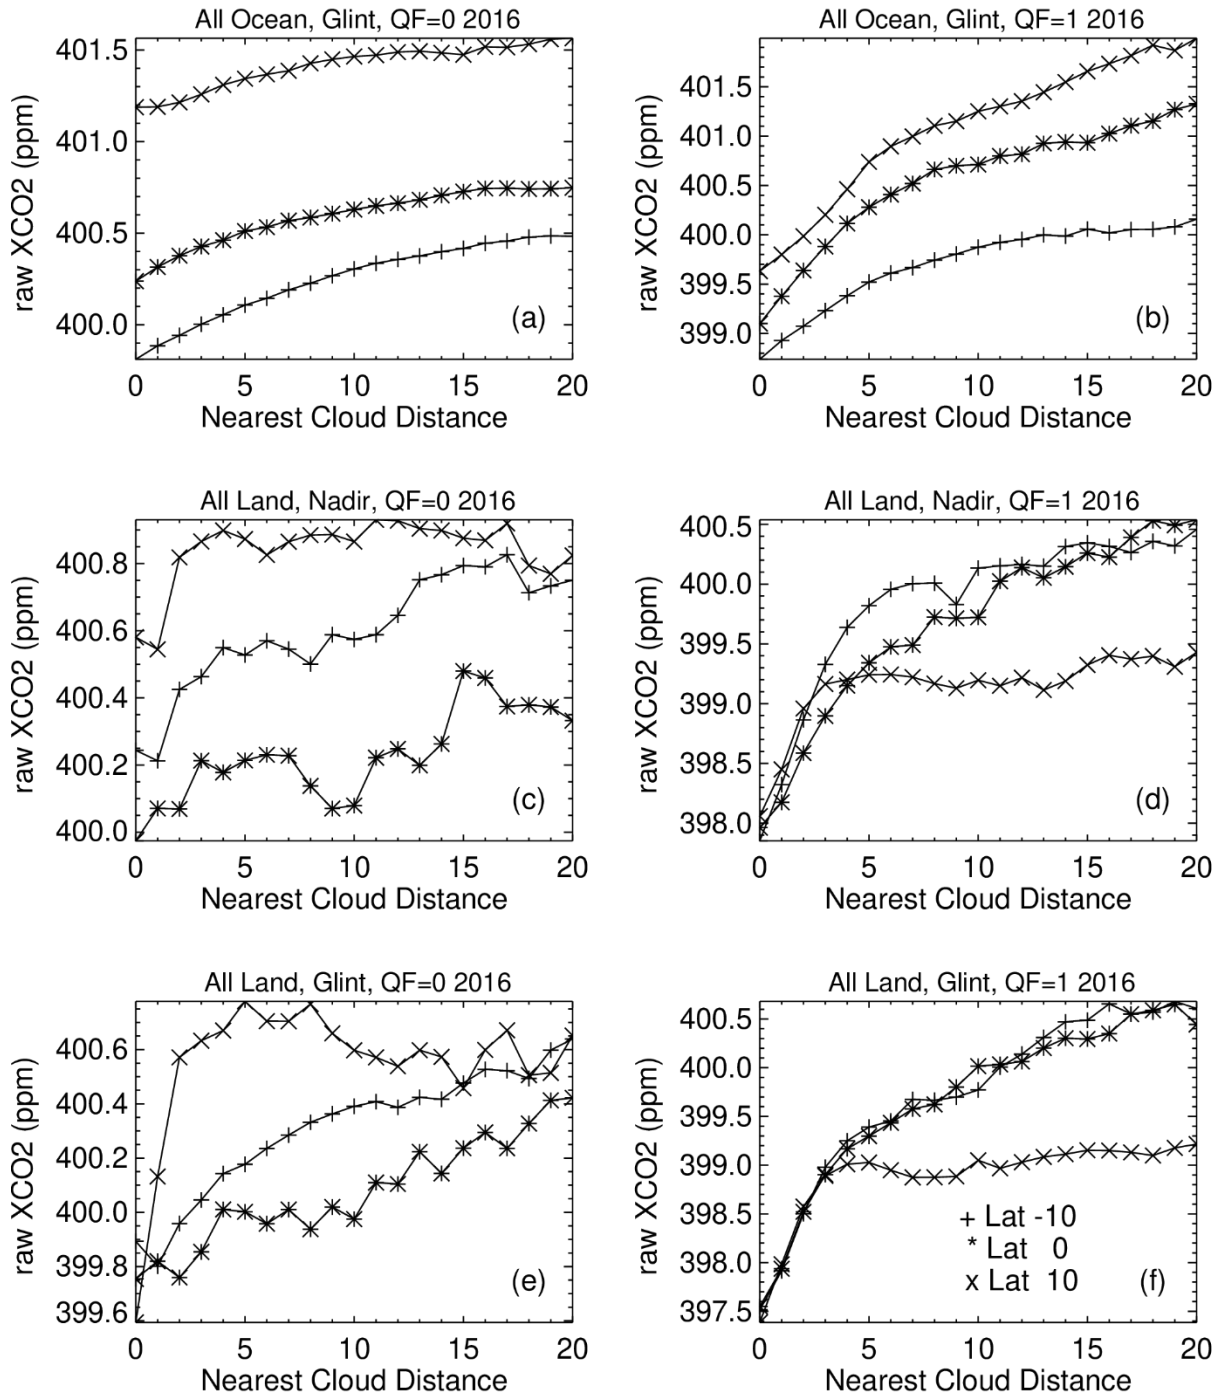 All Ocean, Glint, QF=0 2016
raw XCO2 (ppm)
401.5
401.0
400.5
400.0
(a)
0 5 10 15 20
Nearest Cloud Distance
All Ocean, Glint, QF=1 2016
raw XCO2 (ppm)
401.5
401.0
400.5
400.0
399.5
399.0
(b)
0 5 10 15 20
Nearest Cloud Distance
All Land, Nadir, QF=0 2016
raw XCO2 (ppm)
400.8
400.6
400.4
400.2
400.0
(c)
0 5 10 15 20
Nearest Cloud Distance
All Land, Nadir, QF=1 2016
raw XCO2 (ppm)
400.5
400.0
399.5
399.0
398.5
398.0
(d)
0 5 10 15 20
Nearest Cloud Distance
All Land, Glint, QF=0 2016
raw XCO2 (ppm)
400.6
400.4
400.2
400.0
399.8
399.6
(e)
0 5 10 15 20
Nearest Cloud Distance
All Land, Glint, QF=1 2016
raw XCO2 (ppm)
400.5
400.0
399.5
399.0
398.5
398.0
397.5
+ Lat -10
* Lat 0
x Lat 10
(f)
0 5 10 15 20
Nearest Cloud Distance